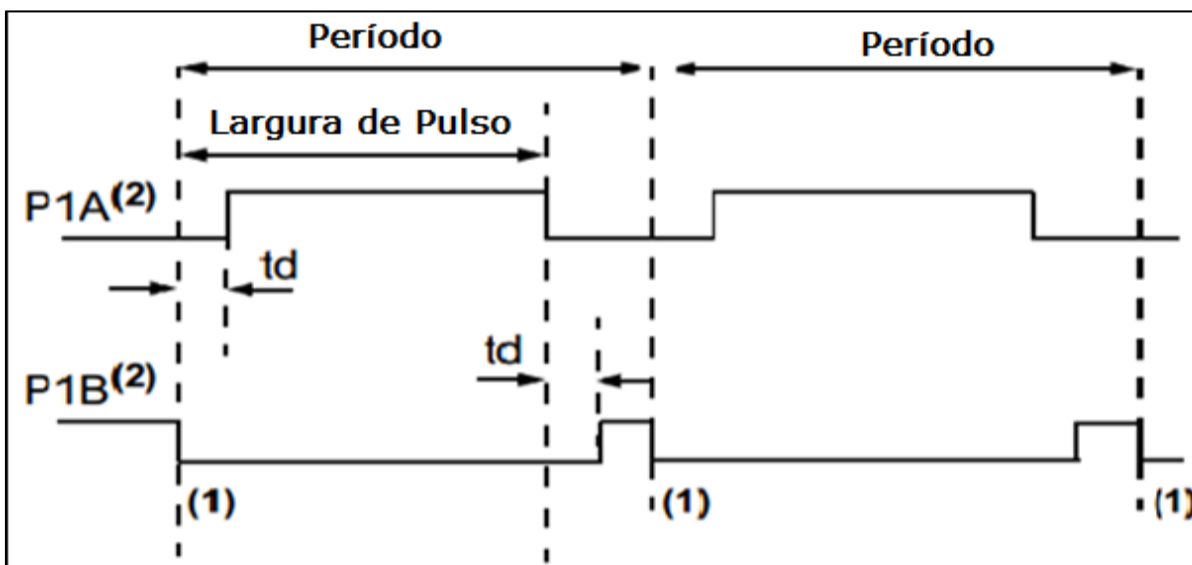 Período
Período
Largura de Pulso
P1A(2)
td
td
P1B(2)
(1)
(1)
(1)